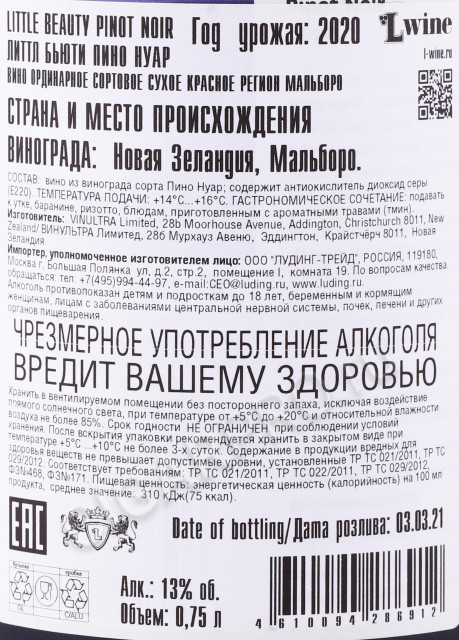 LITTLE BEAUTY PINOT NOIR Год урожая: 2020 Lwine
ЛИТТЛ БЬЮТИ ПИНО НУАР
l-wine.ru
ВИНО ОРДИНАРНОЕ СОРТОВОЕ СУХОЕ КРАСНОЕ РЕГИОН МАЛЬБОРО
СТРАНА И МЕСТО ПРОИСХОЖДЕНИЯ
ВИНОГРАДА: Новая Зеландия, Мальборо.
СОСТАВ: вино из винограда сорта Пино Нуар; содержит антиокислитель диоксид серы
(Е220). ТЕМПЕРАТУРА ПОДАЧИ: +14°С...+16°С. ГАСТРОНОМИЧЕСКОЕ СОЧЕТАНИЕ: подавать
к утке, баранине, ризотто, блюдам, приготовленным с ароматными травами (тмин).
Изготовитель: VINULTRA Limited, 28b Moorhouse Avenue, Addington, Christchurch 8011, New
Zealand/ ВИНУЛЬТРА Лимитед, 28б Мурхауз Авеню, Эддингтон, Крайстчёрч 8011, Новая
Зеландия.
Импортер, уполномоченное изготовителем лицо: ООО "ЛУДИНГ-ТРЕЙД", РОССИЯ, 119180,
Москва г, Большая Полянка ул, д.2, стр.2, помещение I, комната 19. По вопросам качества
обращаться: тел: +7(495)994-44-97, e-mail:CEO@luding.ru, www.luding.ru.
Алкоголь противопоказан детям и подросткам до 18 лет, беременным и кормящим
женщинам, лицам с заболеваниями центральной нервной системы, почек, печени и других
органов пищеварения.
ЧРЕЗМЕРНОЕ УПОТРЕБЛЕНИЕ АЛКОГОЛЯ
ВРЕДИТ ВАШЕМУ ЗДОРОВЬЮ
Хранить в вентилируемом помещении без постороннего запаха, исключая воздействие
прямого солнечного света, при температуре от +5°С до +20°С и относительной влажности
воздуха не более 85%. Срок годности НЕ ОГРАНИЧЕН при соблюдении условий
хранения. После вскрытия упаковки рекомендуется хранить в закрытом виде при
температуре +5°С ...+10°С не более 3-х суток. Содержание в продукции вредных для
здоровья веществ не превышает допустимые уровни, установленные ТР ТС 021/2011, ТР ТС
029/2012. Соответствует требованиям: ТР ТС 021/2011, ТР ТС 022/2011, ТР ТС 029/2012,
ФЗ№468, ФЗ№171. Пищевая ценность: энергетическая ценность (калорийность) на 100 мл
продукта, среднее значение: 310 кДж(75 ккал).
EAC
Date of bottling/Дата розлива: 03.03.21
Алк.: 13% об.
Объем: 0,75 л
GL
C/ALU
4 610094 286912